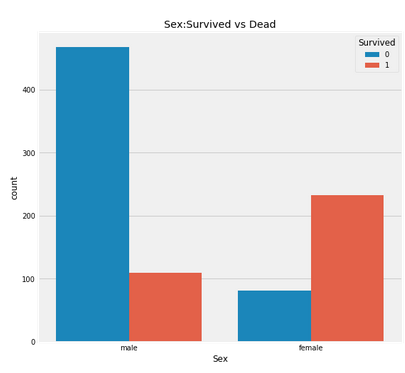 Sex:Survived vs Dead
Survived
0
1
count
400
300
200
100
0
male
female
Sex